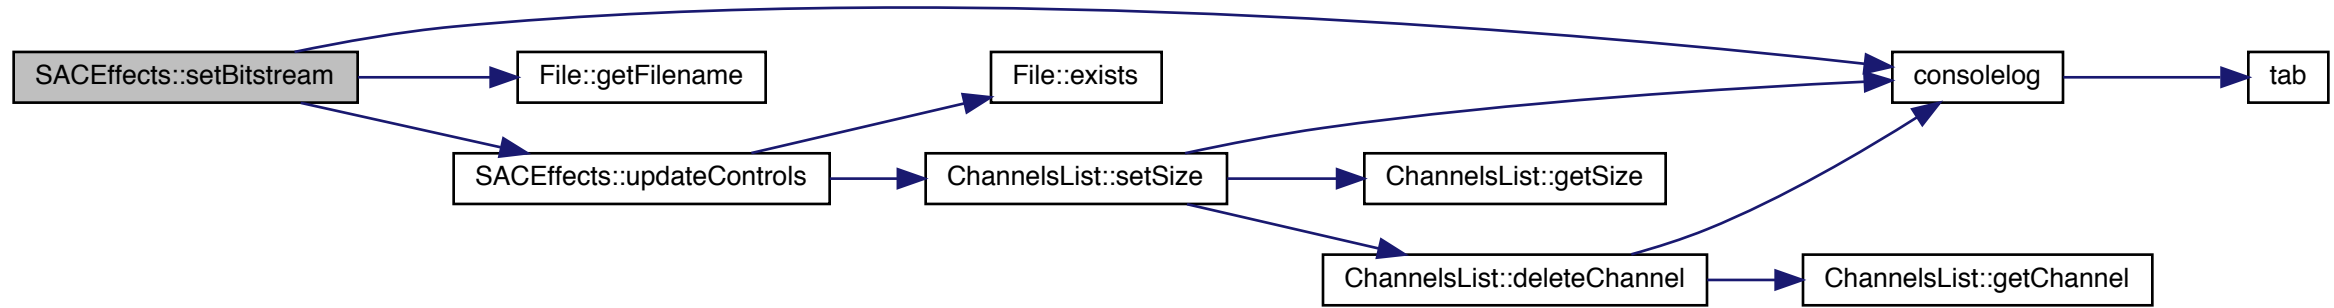 SACEffects::setBitstream
File::getFilename
File::exists
consolelog
tab
SACEffects::updateControls
ChannelsList::setSize
ChannelsList::getSize
ChannelsList::deleteChannel
ChannelsList::getChannel